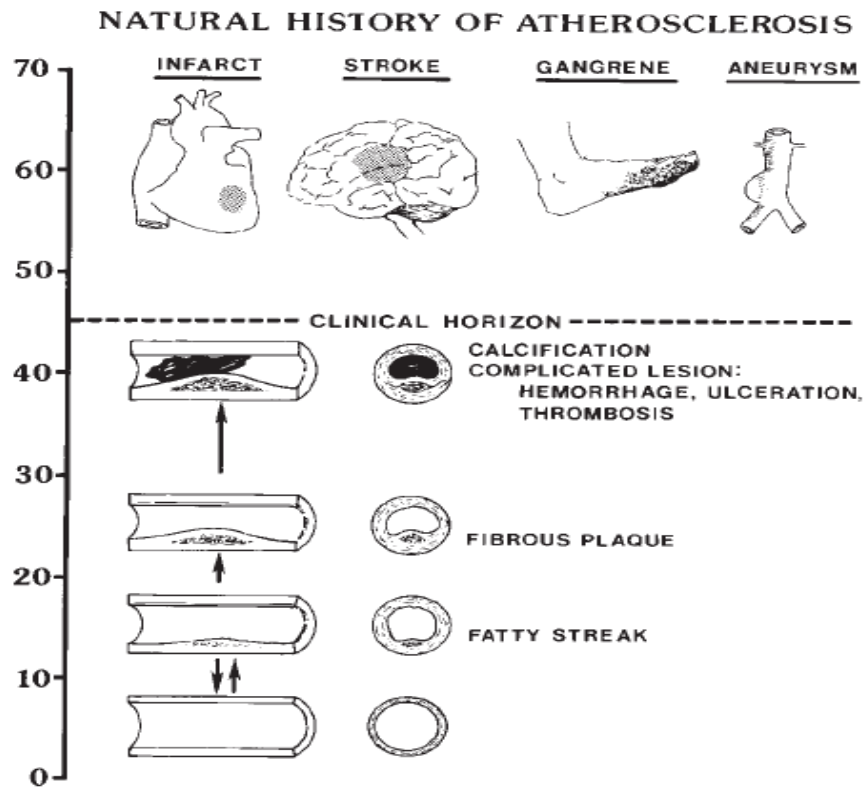 NATURAL HISTORY OF ATHEROSCLEROSIS
INFARCT STROKE GANGRENE ANEURYSM
70
60
50
CLINICAL HORIZON
CALCIFICATION
40
COMPLICATED LESION:
HEMORRHAGE, ULCERATION,
THROMBOSIS
30
FIBROUS PLAQUE
20
FATTY STREAK
10
0